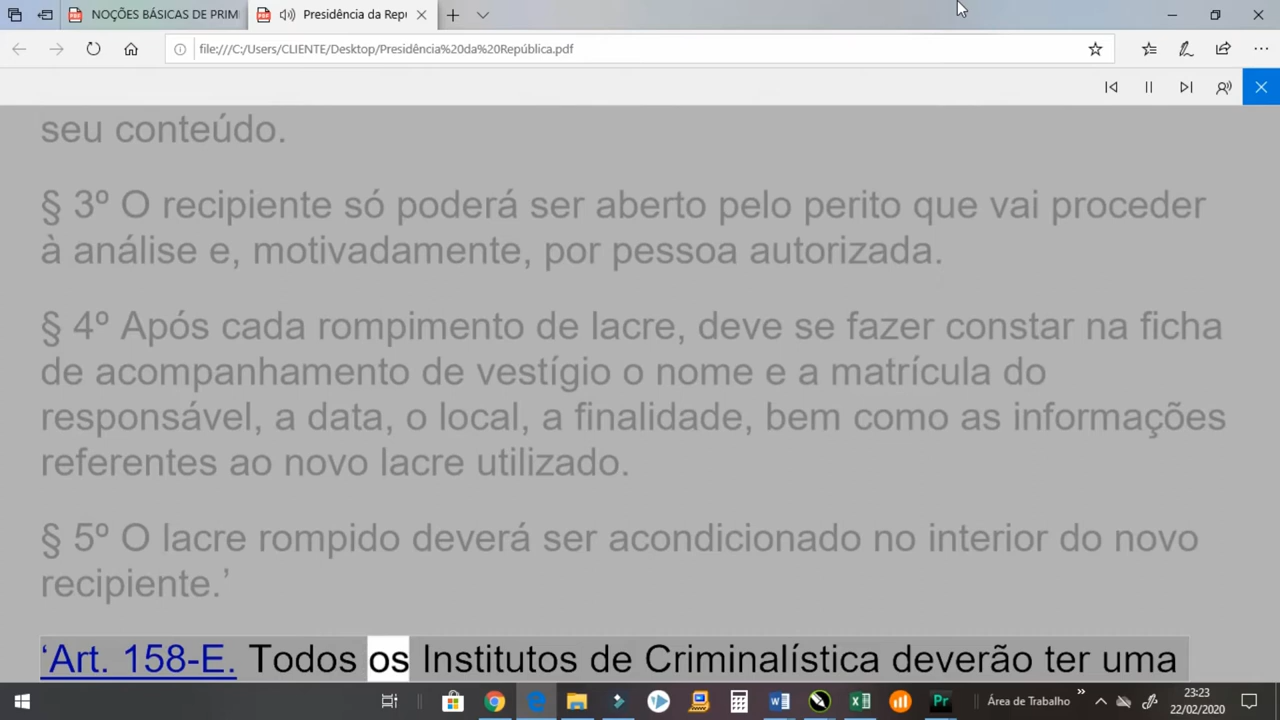 NOÇÕES BÁSICAS DE PRIM
Presidência da Repú
file:///C:/Users/CLIENTE/Desktop/Presidência%20da%20República.pdf
seu conteúdo.
§ 3º O recipiente só poderá ser aberto pelo perito que vai proceder
à análise e, motivadamente, por pessoa autorizada.
§ 4º Após cada rompimento de lacre, deve se fazer constar na ficha
de acompanhamento de vestígio o nome e a matrícula do
responsável, a data, o local, a finalidade, bem como as informações
referentes ao novo lacre utilizado.
§ 5º O lacre rompido deverá ser acondicionado no interior do novo
recipiente.’
‘Art. 158-E. Todos os Institutos de Criminalística deverão ter uma
Área de Trabalho
23:23
22/02/2020